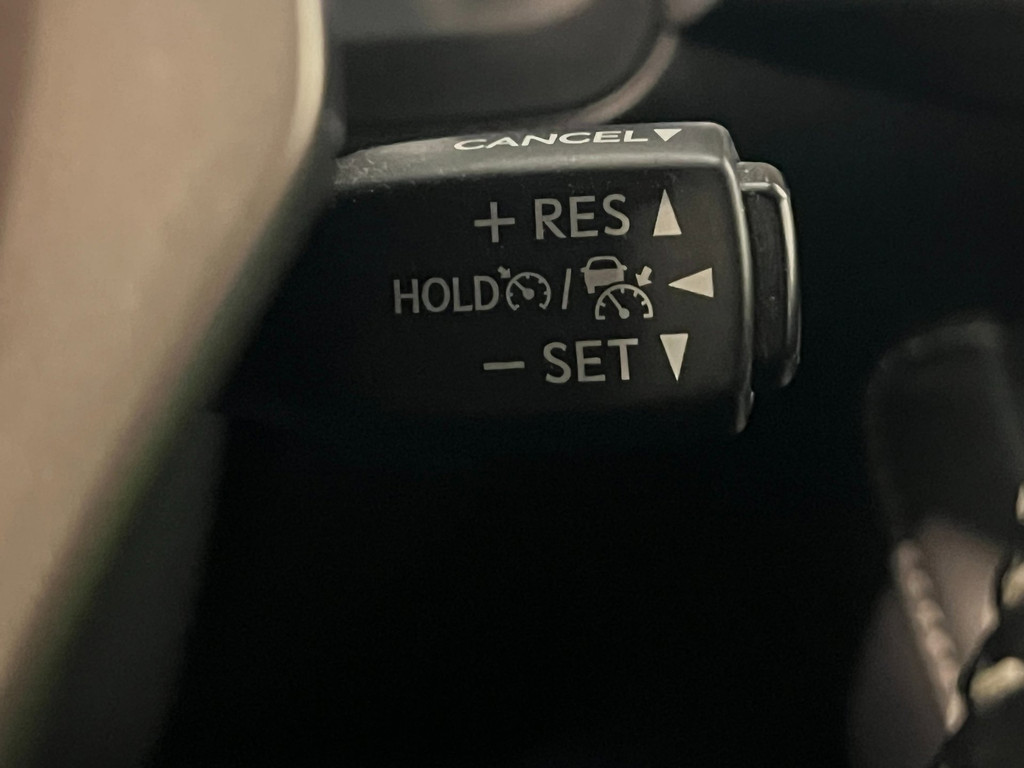 CANCEL▼
+ RES ▲
HOLD / ◀
− SET ▼